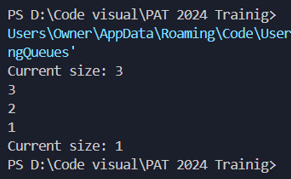 PS D:\Code visual\PAT 2024 Trainig>
Users\Owner\AppData\Roaming\Code\User
ngQueues'
Current size: 3
3
2
1
Current size: 1
PS D:\Code visual\PAT 2024 Trainig>